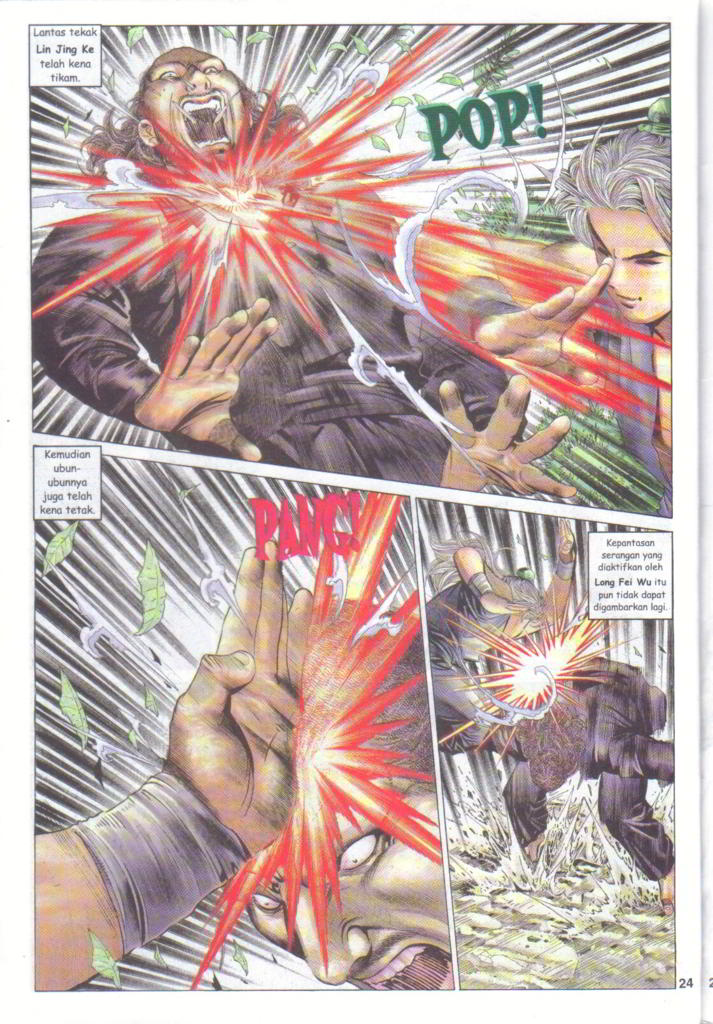 Lantas tekak
Lin Jing Ke
telah kena
tikam.
POP!
Kemudian
ubun-
ubunnya
juga telah
kena tetak.
PANG!
Kepantasan
serangan yang
diaktifkan oleh
Long Fei Wu itu
pun tidak dapat
digambarkan lagi.
24